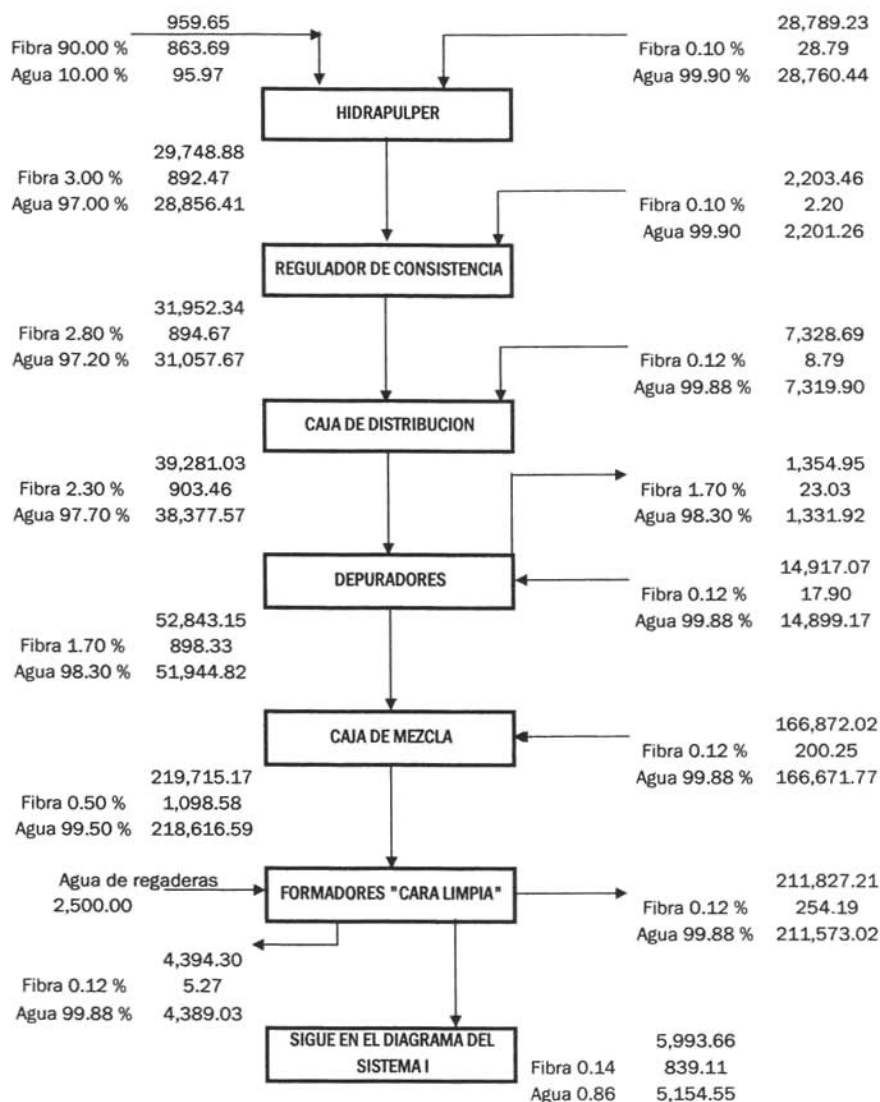 959.65
Fibra 90.00 % 863.69
Agua 10.00 % 95.97
28,789.23
Fibra 0.10 % 28.79
Agua 99.90 % 28,760.44
HIDRAPULPER
29,748.88
Fibra 3.00 % 892.47
Agua 97.00 % 28,856.41
2,203.46
Fibra 0.10 % 2.20
Agua 99.90 2,201.26
REGULADOR DE CONSISTENCIA
31,952.34
Fibra 2.80 % 894.67
Agua 97.20 % 31,057.67
7,328.69
Fibra 0.12 % 8.79
Agua 99.88 % 7,319.90
CAJA DE DISTRIBUCION
39,281.03
Fibra 2.30 % 903.46
Agua 97.70 % 38,377.57
1,354.95
Fibra 1.70 % 23.03
Agua 98.30 % 1,331.92
DEPURADORES
14,917.07
Fibra 0.12 % 17.90
Agua 99.88 % 14,899.17
52,843.15
Fibra 1.70 % 898.33
Agua 98.30 % 51,944.82
CAJA DE MEZCLA
166,872.02
Fibra 0.12 % 200.25
Agua 99.88 % 166,671.77
219,715.17
Fibra 0.50 % 1,098.58
Agua 99.50 % 218,616.59
Agua de regaderas
2,500.00
FORMADORES "CARA LIMPIA"
211,827.21
Fibra 0.12 % 254.19
Agua 99.88 % 211,573.02
4,394.30
Fibra 0.12 % 5.27
Agua 99.88 % 4,389.03
SIGUE EN EL DIAGRAMA DEL
SISTEMA I
5,993.66
Fibra 0.14 839.11
Agua 0.86 5,154.55